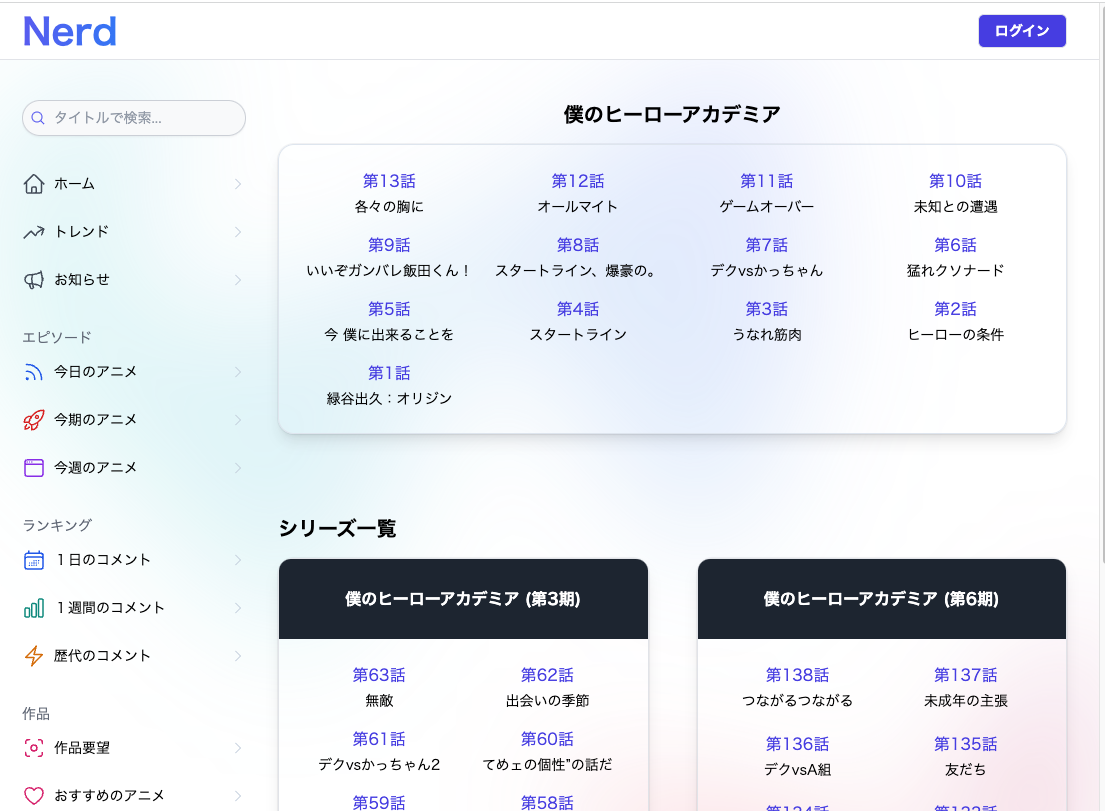 Nerd
ログイン
タイトルで検索...
ホーム
トレンド
お知らせ
エピソード
今日のアニメ
今期のアニメ
今週のアニメ
ランキング
１日のコメント
１週間のコメント
歴代のコメント
作品
作品要望
おすすめのアニメ
僕のヒーローアカデミア
第13話 第12話 第11話 第10話
各々の胸に オールマイト ゲームオーバー 未知との遭遇
第9話 第8話 第7話 第6話
いいぞガンバレ飯田くん！ スタートライン、爆豪の。 デクvsかっちゃん 猛れクソナード
第5話 第4話 第3話 第2話
今 僕に出来ることを スタートライン うなれ筋肉 ヒーローの条件
第1話
緑谷出久：オリジン
シリーズ一覧
僕のヒーローアカデミア (第3期)
第63話 第62話
無敵 出会いの季節
第61話 第60話
デクvsかっちゃん2 てめェの個性”の話だ
第59話 第58話
僕のヒーローアカデミア (第6期)
第138話 第137話
つながるつながる 未成年の主張
第136話 第135話
デクvsA組 友だち
第134話 第133話